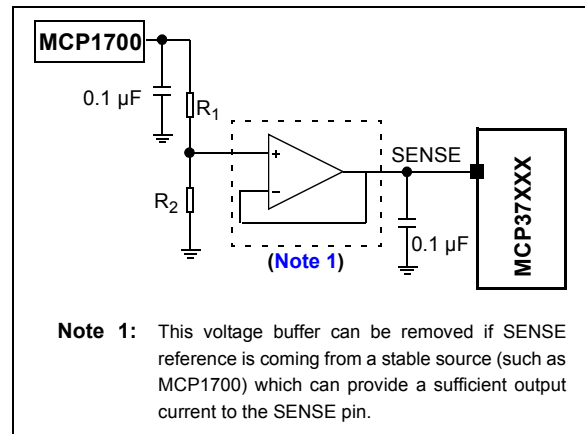 MCP1700
0.1 µF
R1
+
SENSE
R2
–
0.1 µF
(Note 1)
MCP37XXX
Note 1: This voltage buffer can be removed if SENSE
reference is coming from a stable source (such as
MCP1700) which can provide a sufficient output
current to the SENSE pin.